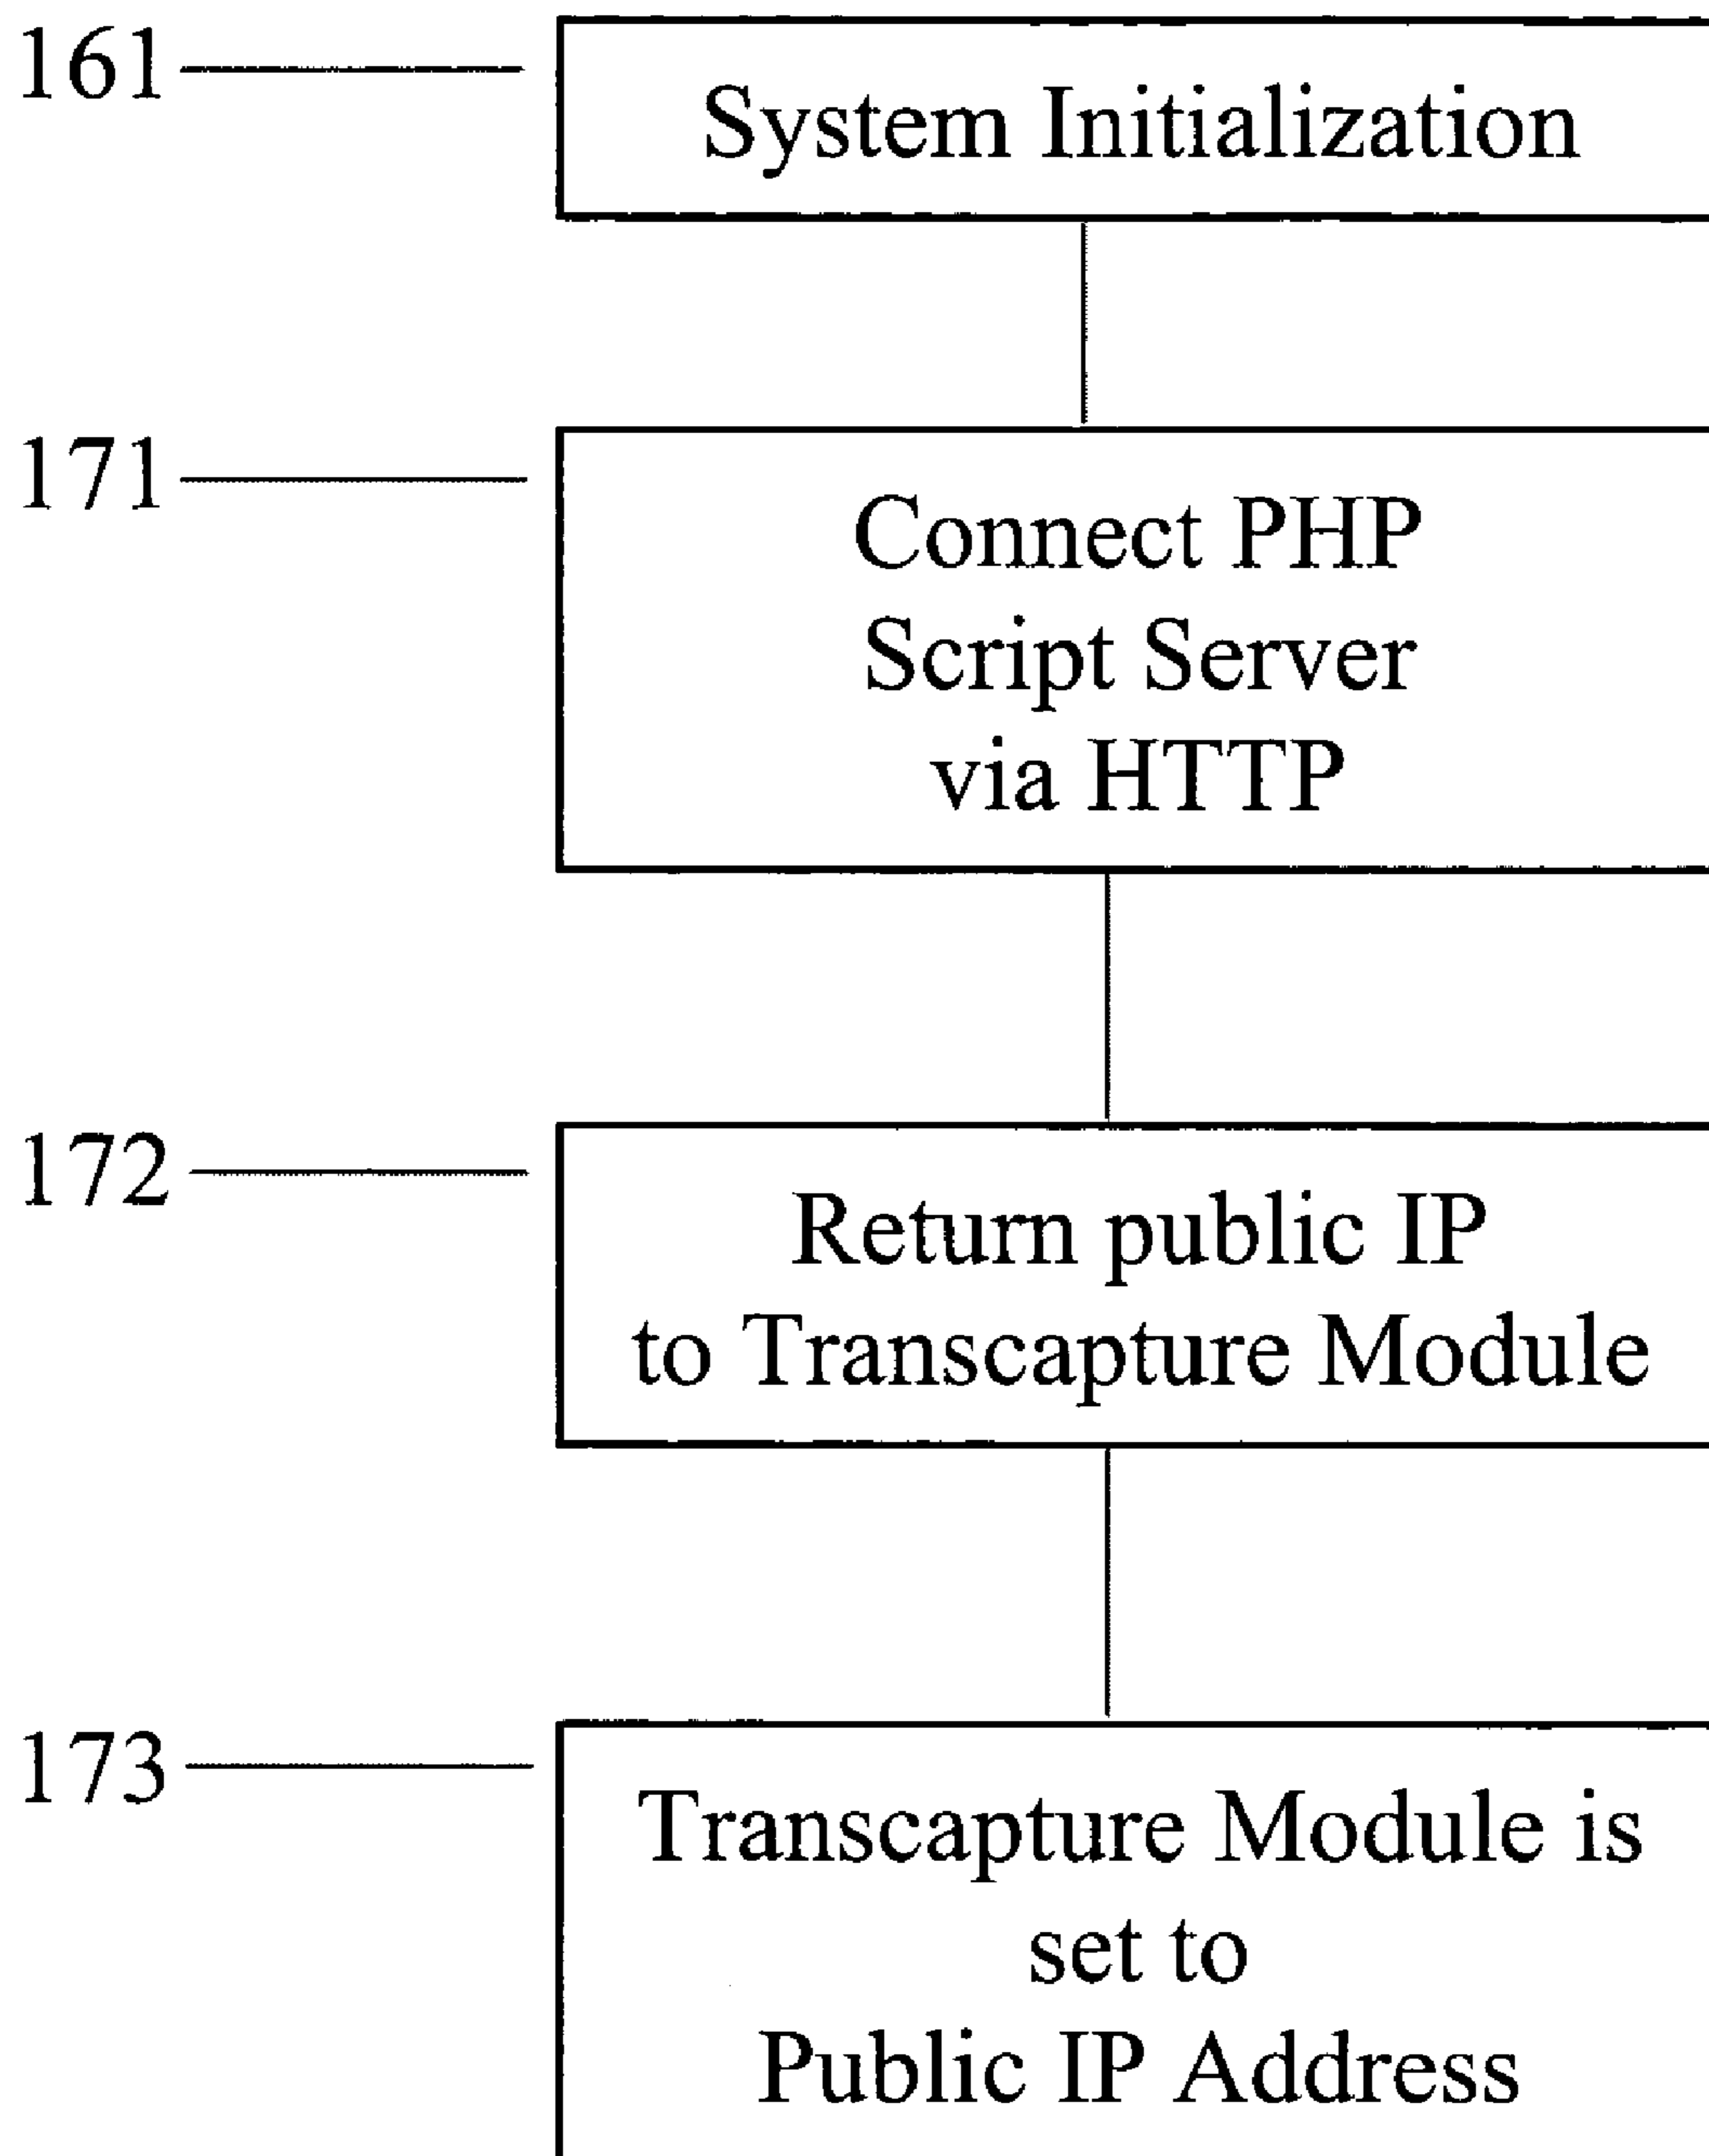 161
System Initialization
171
Connect PHP
Script Server
via HTTP
172
Return public IP
to Transcapture Module
173
Transcapture Module is
set to
Public IP Address